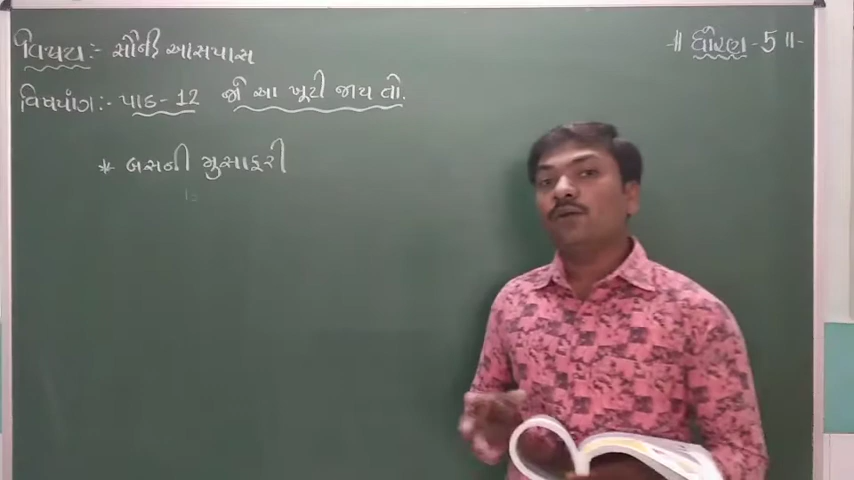 વિષય :- સૌની આસપાસ
॥ ધોરણ - 5 ॥
વિષયાંગ :- પાઠ - 12 જો આ ખૂટી જાય તો.
* બસની મુસાફરી